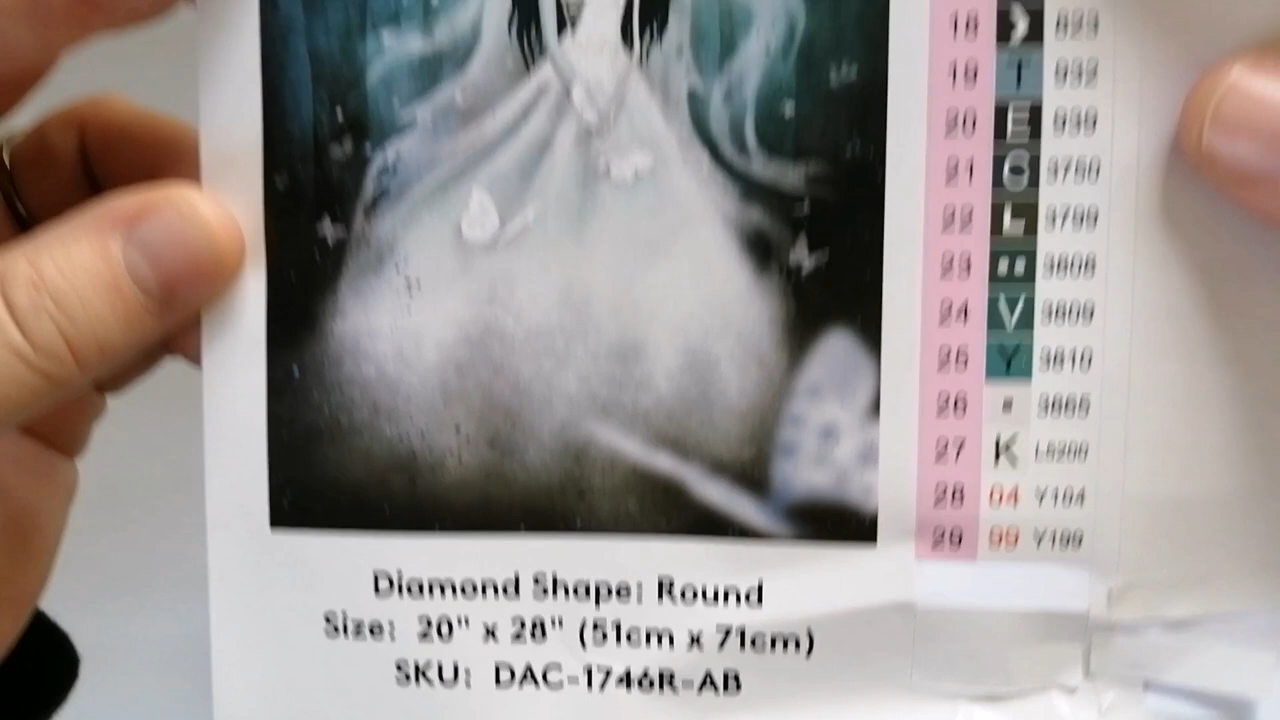 18 ❯ 823
19 I 932
20 E 939
21 6 3750
22 L 3799
23 3808
24 V 3809
25 Y 3810
26 3865
27 K L5200
28 04 Y104
29 99 Y199
Diamond Shape: Round
Size: 20" x 28" (51cm x 71cm)
SKU: DAC-1746R-AB